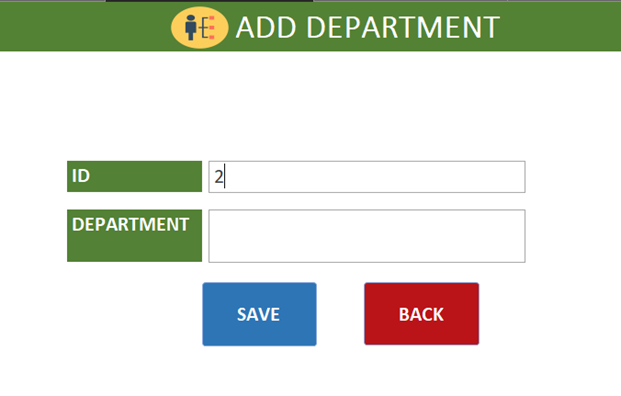 ADD DEPARTMENT
ID
2
DEPARTMENT
SAVE
BACK